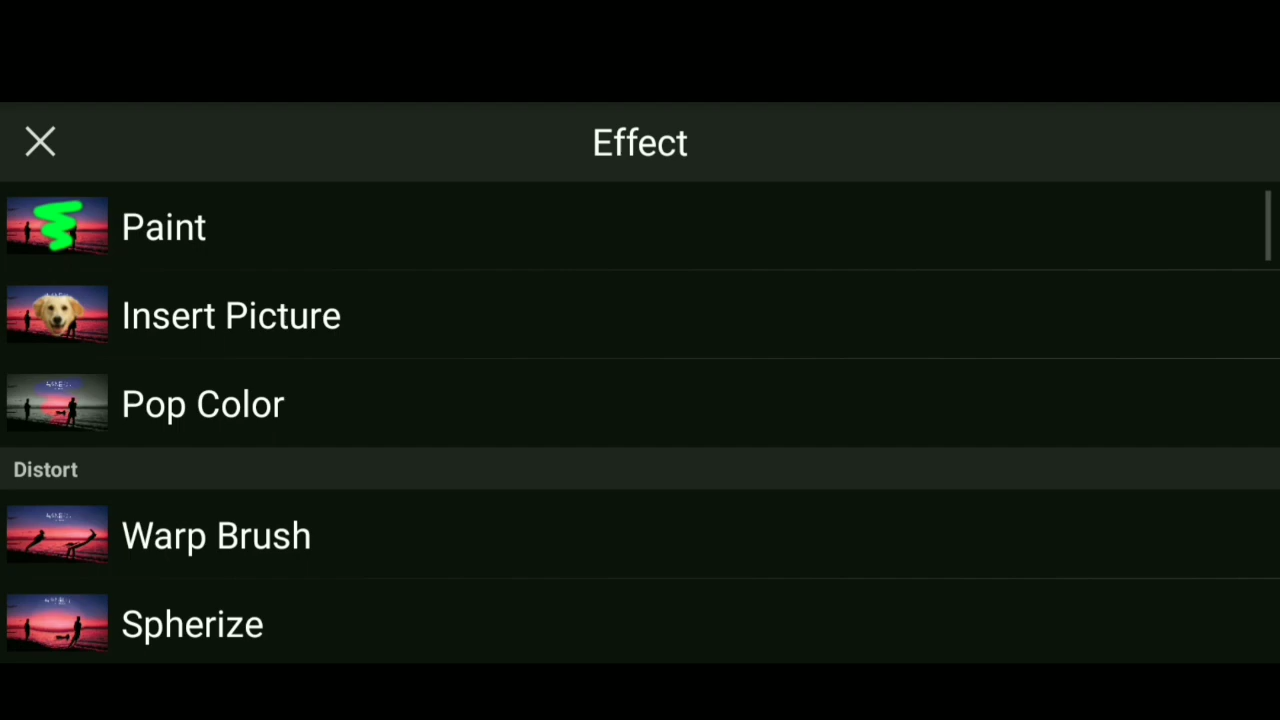 Effect
Paint
Insert Picture
Pop Color
Distort
Warp Brush
Spherize